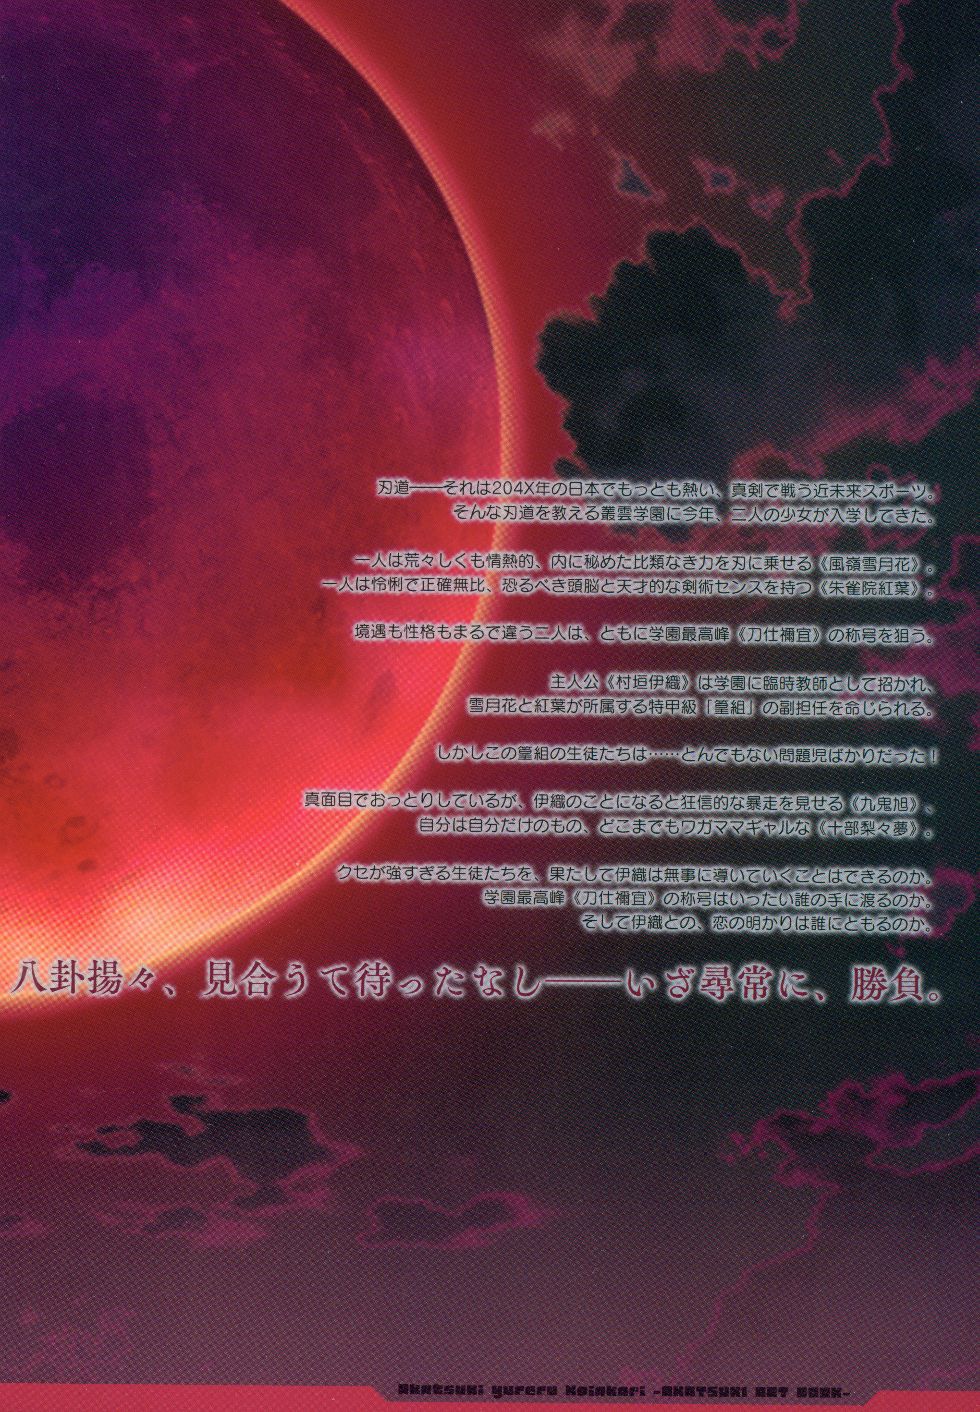 刃道――それは204X年の日本でもっとも熱い、真剣で戦う近未来スポーツ。
そんな刃道を教える叢雲学園に今年、二人の少女が入学してきた。
一人は荒々しくも情熱的、内に秘めた比類なき力を刃に乗せる《風嶺雪月花》。
一人は怜悧で正確無比、恐るべき頭脳と天才的な剣術センスを持つ《朱雀院紅葉》。
境遇も性格もまるで違う二人は、ともに学園最高峰《刀仕禰宜》の称号を狙う。
主人公《村垣伊織》は学園に臨時教師として招かれ、
雪月花と紅葉が所属する特甲級「篁組」の副担任を命じられる。
しかしこの篁組の生徒たちは……とんでもない問題児ばかりだった！
真面目でおっとりしているが、伊織のことになると狂信的な暴走を見せる《九鬼旭》、
自分は自分だけのもの、どこまでもワガママギャルな《十部梨々夢》。
クセが強すぎる生徒たちを、果たして伊織は無事に導いていくことはできるのか。
学園最高峰《刀仕禰宜》の称号はいったい誰の手に渡るのか。
そして伊織との、恋の明かりは誰にともるのか。
八卦揚々、見合うて待ったなし――いざ尋常に、勝負。
Akatsuki yureru Koiakari -AKATSUKI ART BOOK-